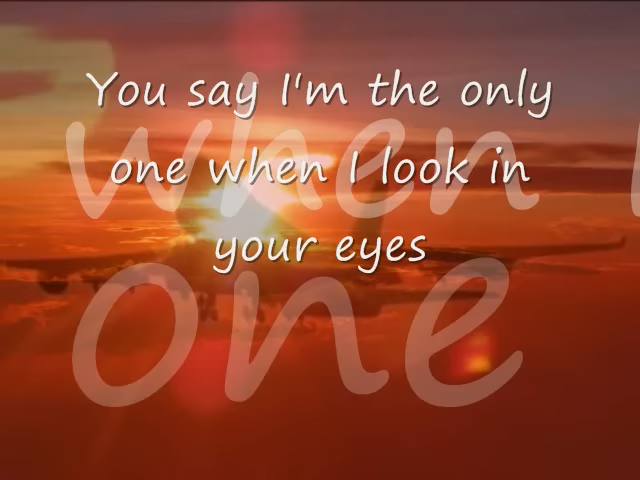 You say I'm the only
one when I look in
your eyes
when
one